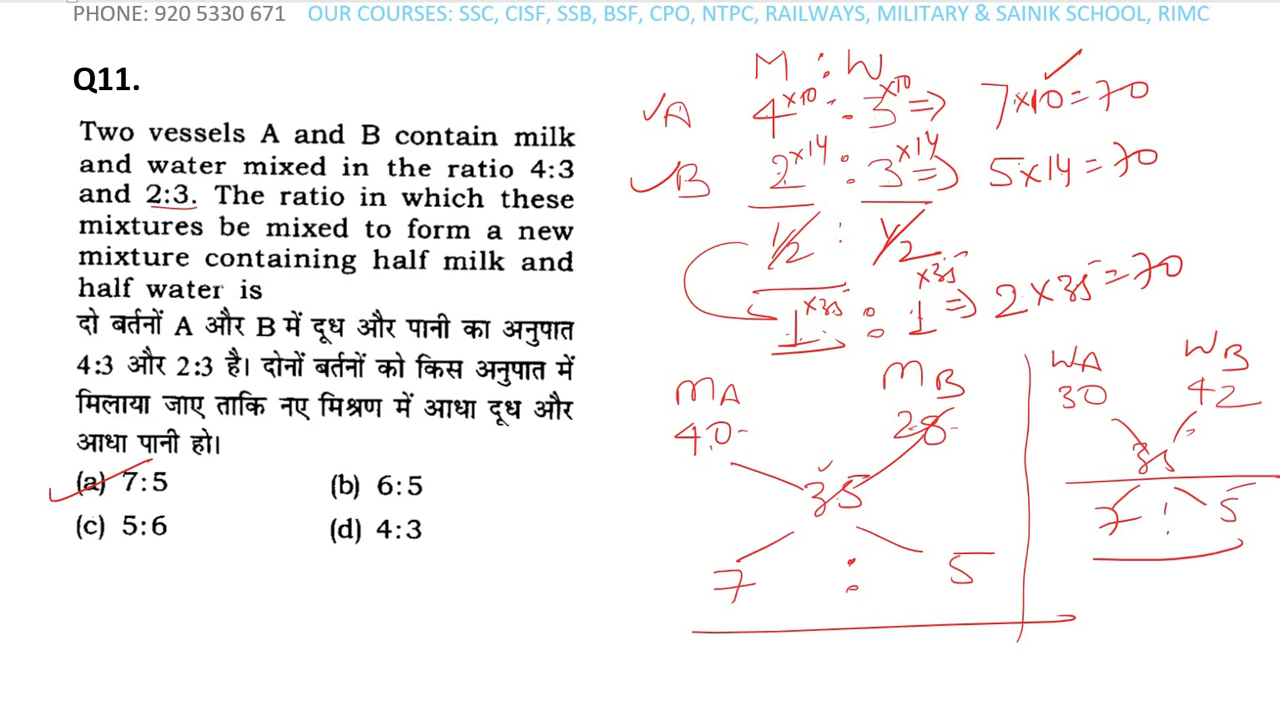 PHONE: 920 5330 671 OUR COURSES: SSC, CISF, SSB, BSF, CPO, NTPC, RAILWAYS, MILITARY & SAINIK SCHOOL, RIMC
Q11.
Two vessels A and B contain milk
and water mixed in the ratio 4:3
and 2:3. The ratio in which these
mixtures be mixed to form a new
mixture containing half milk and
half water is
दो बर्तनों A और B में दूध और पानी का अनुपात
4:3 और 2:3 है। दोनों बर्तनों को किस अनुपात में
मिलाया जाए ताकि नए मिश्रण में आधा दूध और
आधा पानी हो।
(a) 7:5 (b) 6:5
(c) 5:6 (d) 4:3
M : W
A 4×10 : 3×10 ⇒ 7×10=70
B 2×14 : 3×14 ⇒ 5×14=70
1/2 : 1/2
1×35 : 1×35 ⇒ 2×35=70
MA MB
40 28
35
7 : 5
WA WB
30 42
35
7 : 5